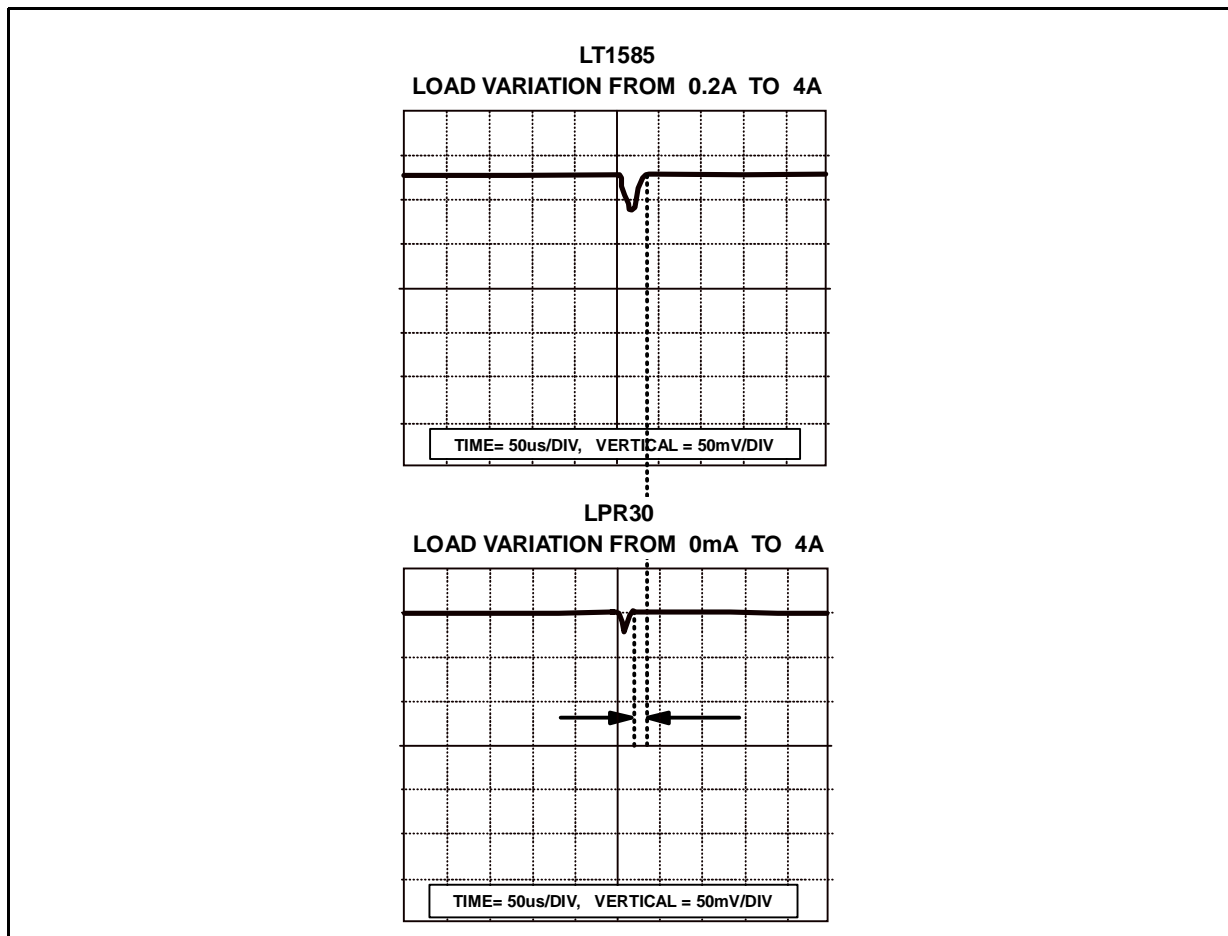 LT1585
LOAD VARIATION FROM 0.2A TO 4A
TIME= 50us/DIV, VERTICAL = 50mV/DIV
LPR30
LOAD VARIATION FROM 0mA TO 4A
TIME= 50us/DIV, VERTICAL = 50mV/DIV